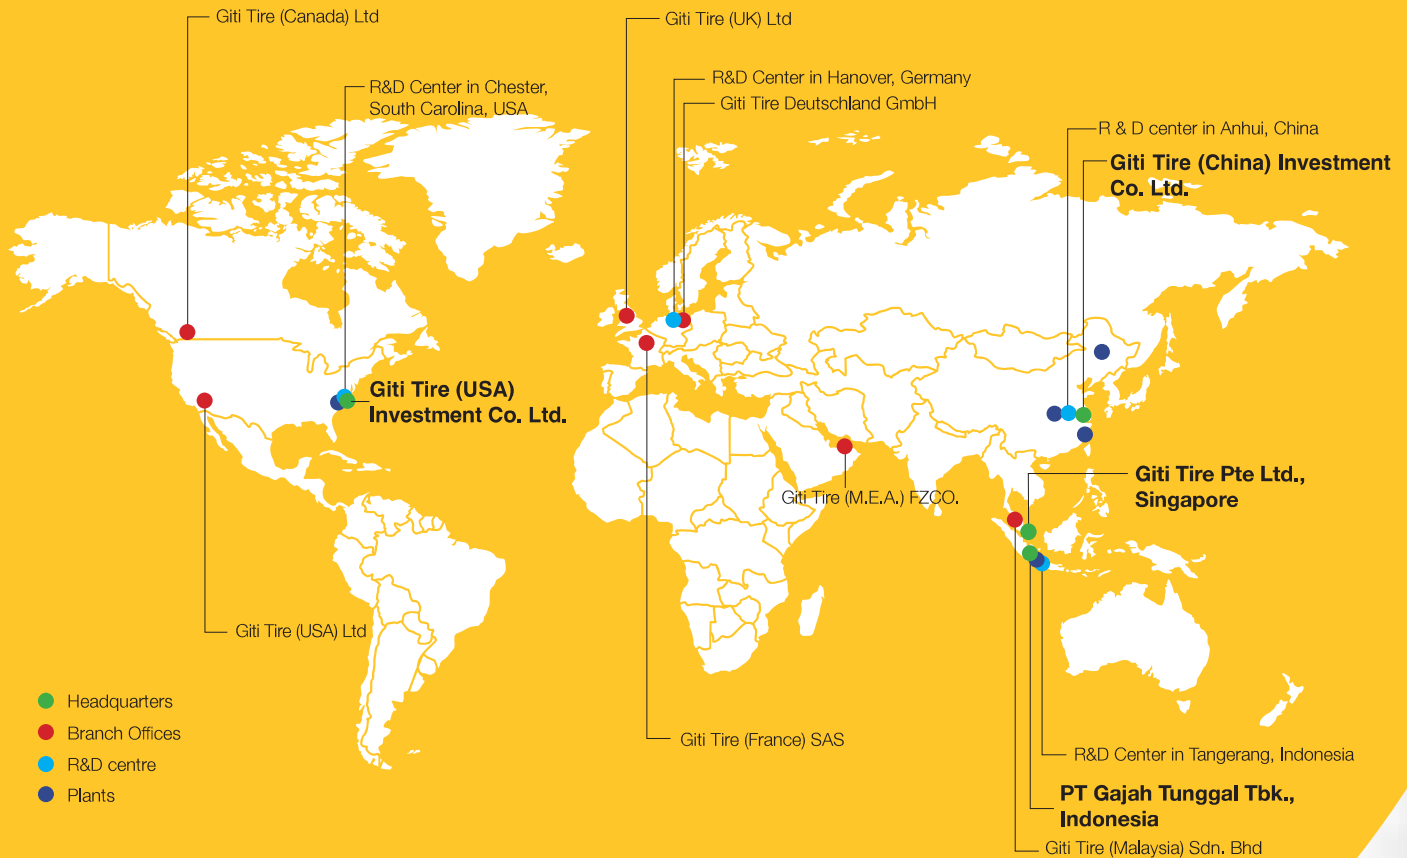 Giti Tire (Canada) Ltd
Giti Tire (UK) Ltd
R&D Center in Chester,
South Carolina, USA
R&D Center in Hanover, Germany
Giti Tire Deutschland GmbH
R & D center in Anhui, China
Giti Tire (China) Investment
Co. Ltd.
Giti Tire (USA)
Investment Co. Ltd.
Giti Tire Pte Ltd.,
Singapore
Giti Tire (M.E.A.) FZCO.
Giti Tire (USA) Ltd
Headquarters
Branch Offices
R&D centre
Plants
Giti Tire (France) SAS
R&D Center in Tangerang, Indonesia
PT Gajah Tunggal Tbk.,
Indonesia
Giti Tire (Malaysia) Sdn. Bhd